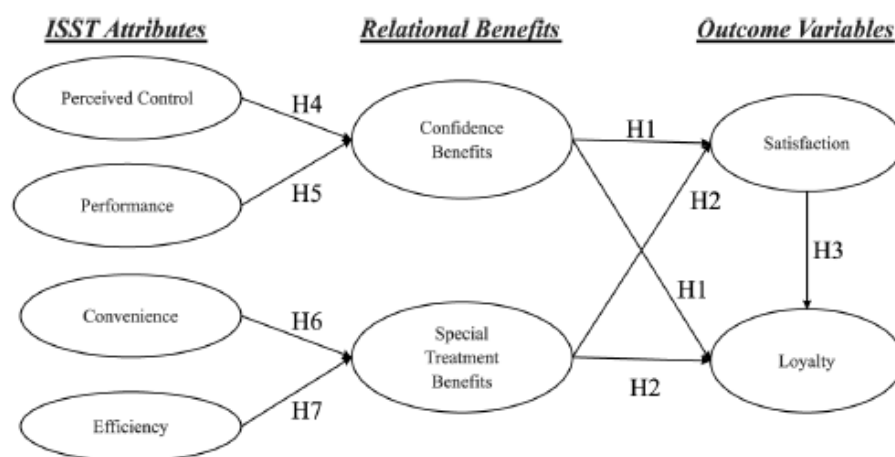 ISST Attributes
Relational Benefits
Outcome Variables
Perceived Control
H4
Confidence
Benefits
H1
Satisfaction
Performance
H5
H2
H3
Convenience
H6
H1
Special
Treatment
Benefits
H2
Loyalty
H7
Efficiency